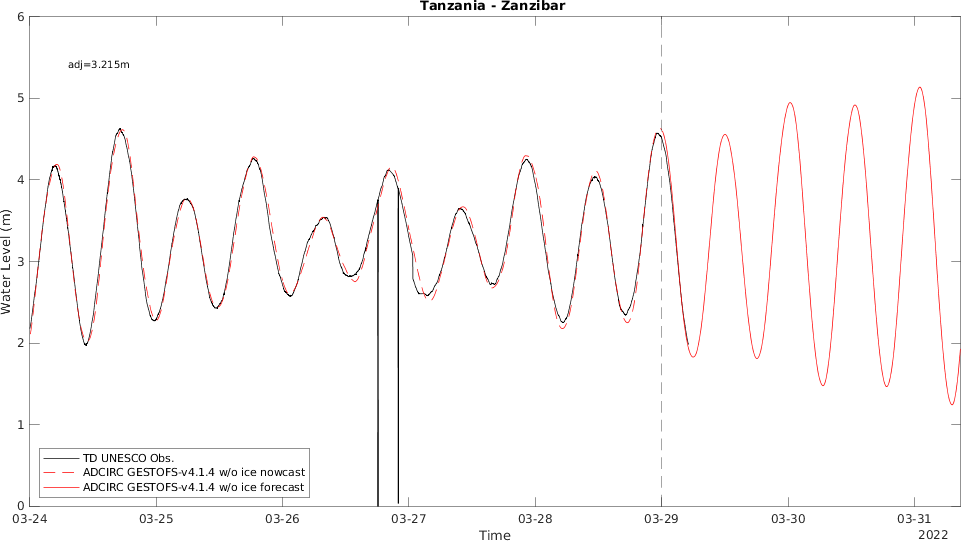 Tanzania - Zanzibar
6
adj=3.215m
5
4
3
2
1
0
Water Level (m)
TD UNESCO Obs.
ADCIRC GESTOFS-v4.1.4 w/o ice nowcast
ADCIRC GESTOFS-v4.1.4 w/o ice forecast
03-24 03-25 03-26 03-27 03-28 03-29 03-30 03-31
Time
2022